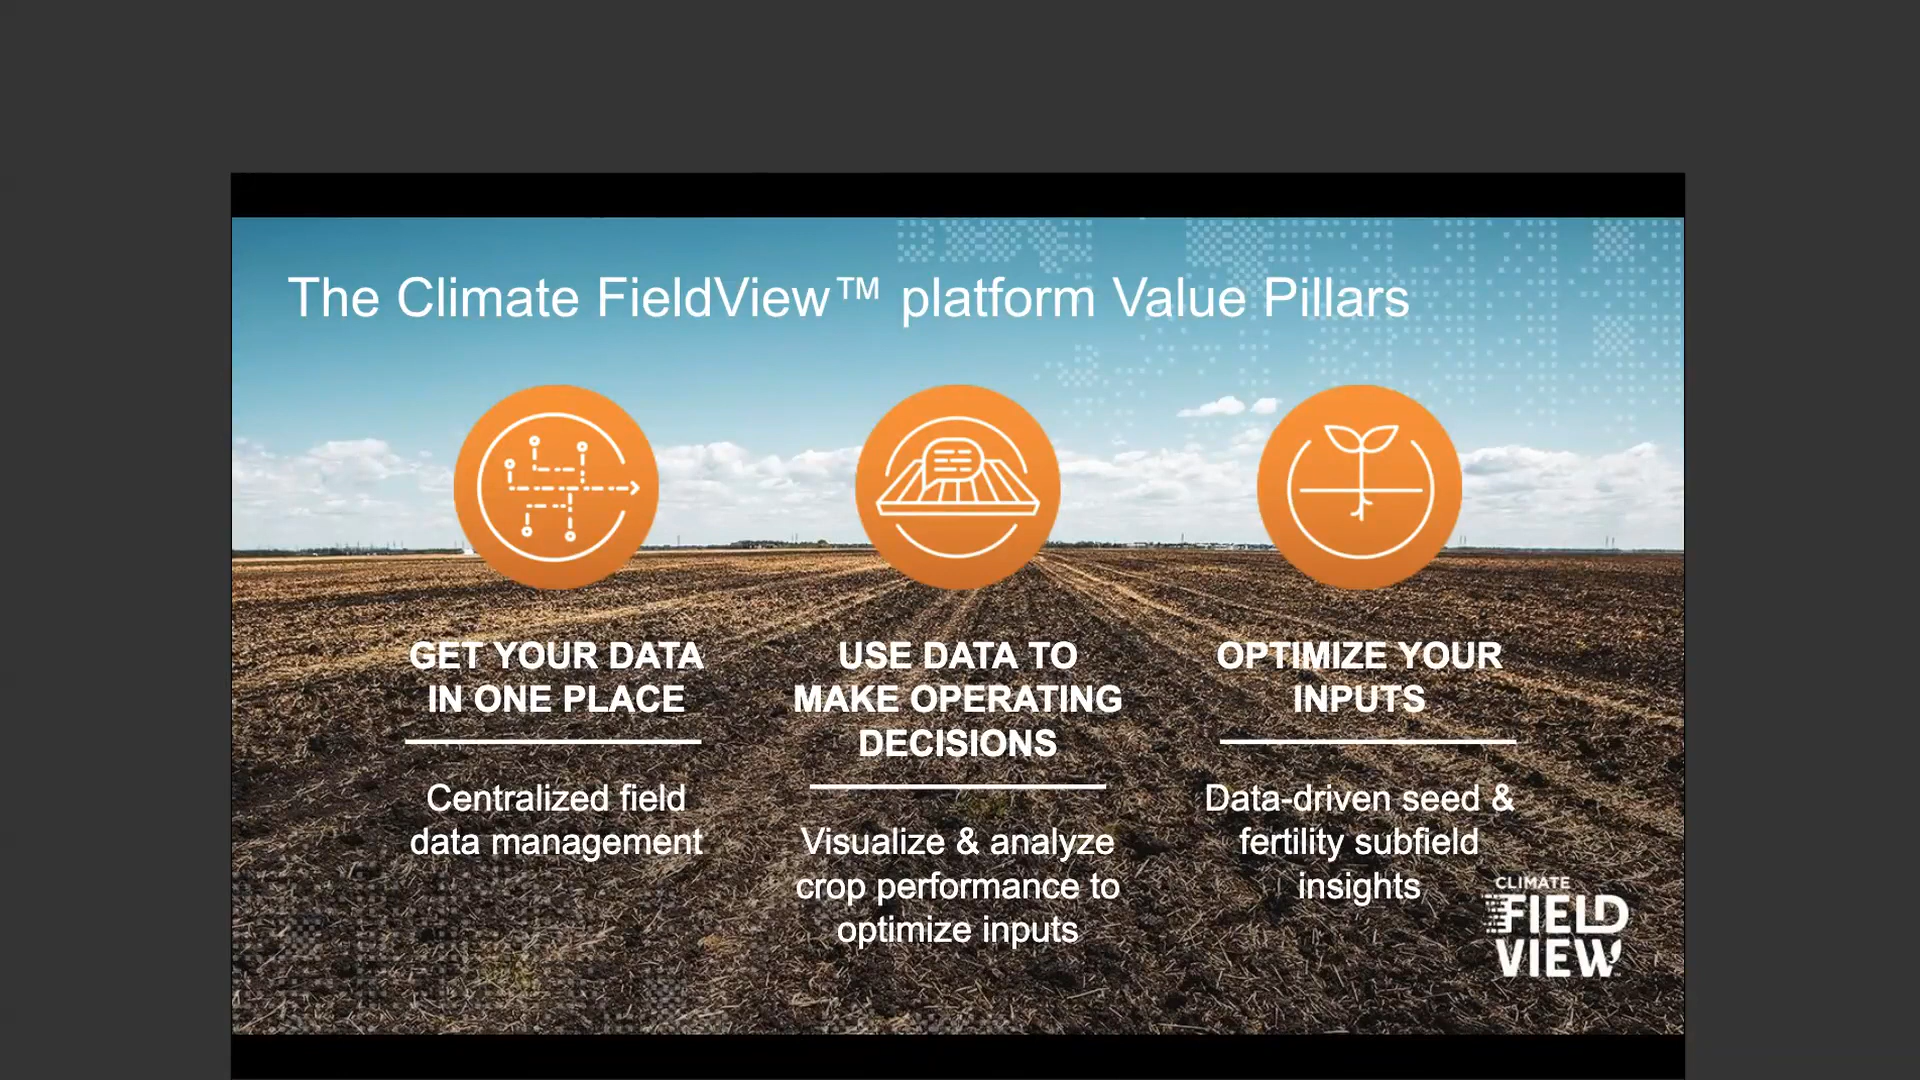 The Climate FieldView™ platform Value Pillars
GET YOUR DATA
IN ONE PLACE
Centralized field
data management
USE DATA TO
MAKE OPERATING
DECISIONS
Visualize & analyze
crop performance to
optimize inputs
OPTIMIZE YOUR
INPUTS
Data-driven seed &
fertility subfield
insights
CLIMATE
FIELD
VIEW